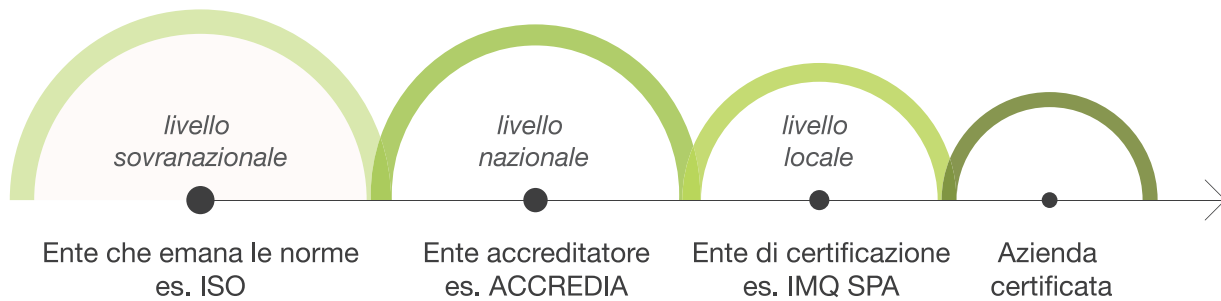 livello
sovranazionale
livello
nazionale
livello
locale
Ente che emana le norme
es. ISO
Ente accreditatore
es. ACCREDIA
Ente di certificazione
es. IMQ SPA
Azienda
certificata